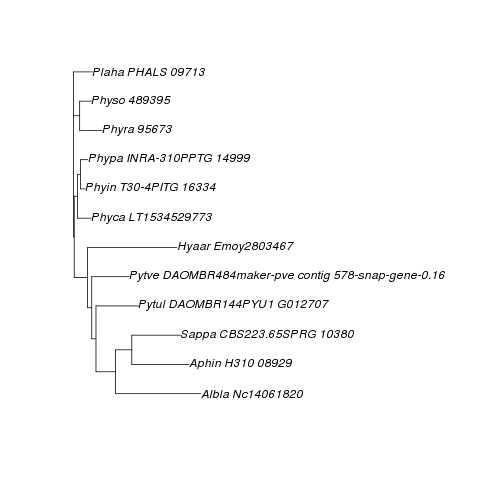 Plaha PHALS 09713
Physo 489395
Phyra 95673
Phypa INRA-310PPTG 14999
Phyin T30-4PITG 16334
Phyca LT1534529773
Hyaar Emoy2803467
Pytve DAOMBR484maker-pve contig 578-snap-gene-0.16
Pytul DAOMBR144PYU1 G012707
Sappa CBS223.65SPRG 10380
Aphin H310 08929
Albla Nc14061820